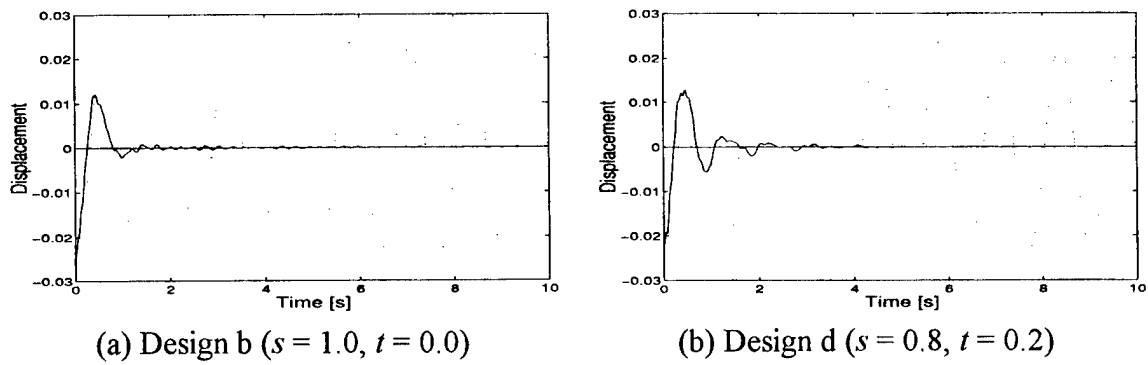 0.03
0.02
0.01
0
−0.01
−0.02
−0.03
Displacement
0 2 4 6 8 10
Time [s]
(a) Design b (s = 1.0, t = 0.0)
0.03
0.02
0.01
0
−0.01
−0.02
−0.03
Displacement
0 2 4 6 8 10
Time [s]
(b) Design d (s = 0.8, t = 0.2)